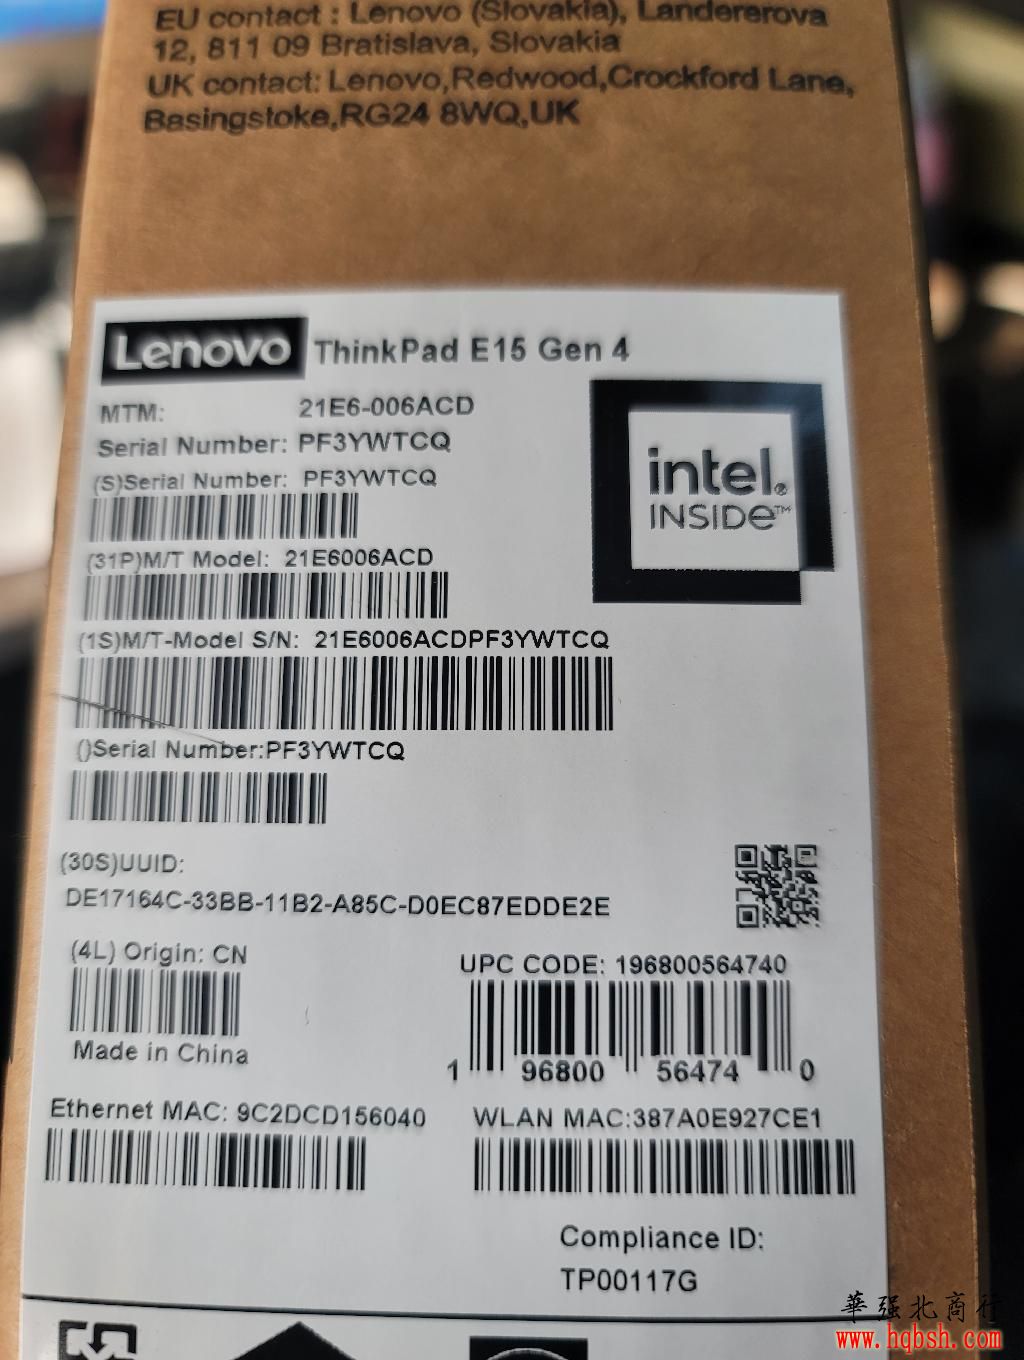 EU contact : Lenovo (Slovakia), Landererova
12, 811 09 Bratislava, Slovakia
UK contact: Lenovo,Redwood,Crockford Lane,
Basingstoke,RG24 8WQ,UK
Lenovo ThinkPad E15 Gen 4
MTM: 21E6-006ACD
Serial Number: PF3YWTCQ
(S)Serial Number: PF3YWTCQ
intel®
INSIDE™
(31P)M/T Model: 21E6006ACD
(1S)M/T-Model S/N: 21E6006ACDPF3YWTCQ
()Serial Number:PF3YWTCQ
(30S)UUID:
DE17164C-33BB-11B2-A85C-D0EC87EDDE2E
(4L) Origin: CN
Made in China
UPC CODE: 196800564740
1 96800 56474 0
Ethernet MAC: 9C2DCD156040
WLAN MAC:387A0E927CE1
Compliance ID:
TP00117G
華强北商行
www.hqbsh.com